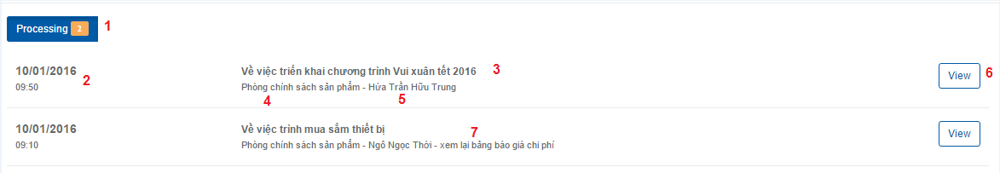 Processing 2 1
10/01/2016 Về việc triển khai chương trình Vui xuân tết 2016 3 View 6
09:50 2 Phòng chính sách sản phẩm - Hứa Trần Hữu Trung
4 5
10/01/2016 Về việc trình mua sắm thiết bị 7 View
09:10 Phòng chính sách sản phẩm - Ngô Ngọc Thới - xem lại bảng báo giá chi phí